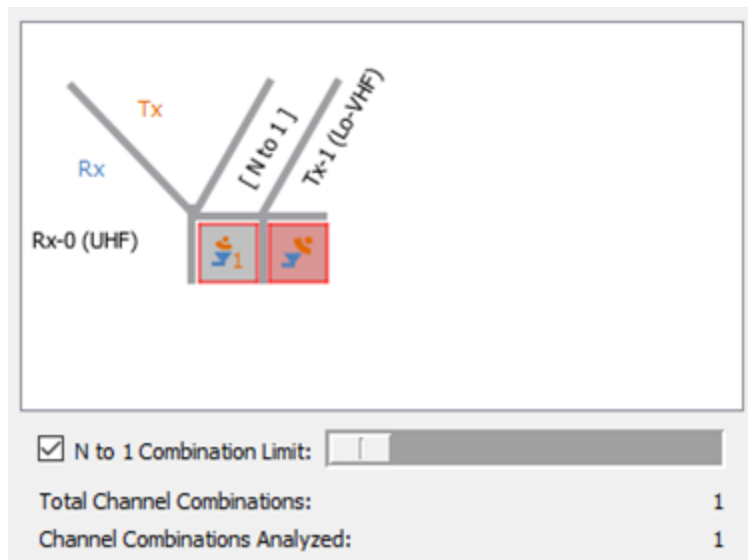 Tx
Rx
[ N to 1 ]
Tx-1 (Lo-VHF)
Rx-0 (UHF)
1
N to 1 Combination Limit:
Total Channel Combinations: 1
Channel Combinations Analyzed: 1